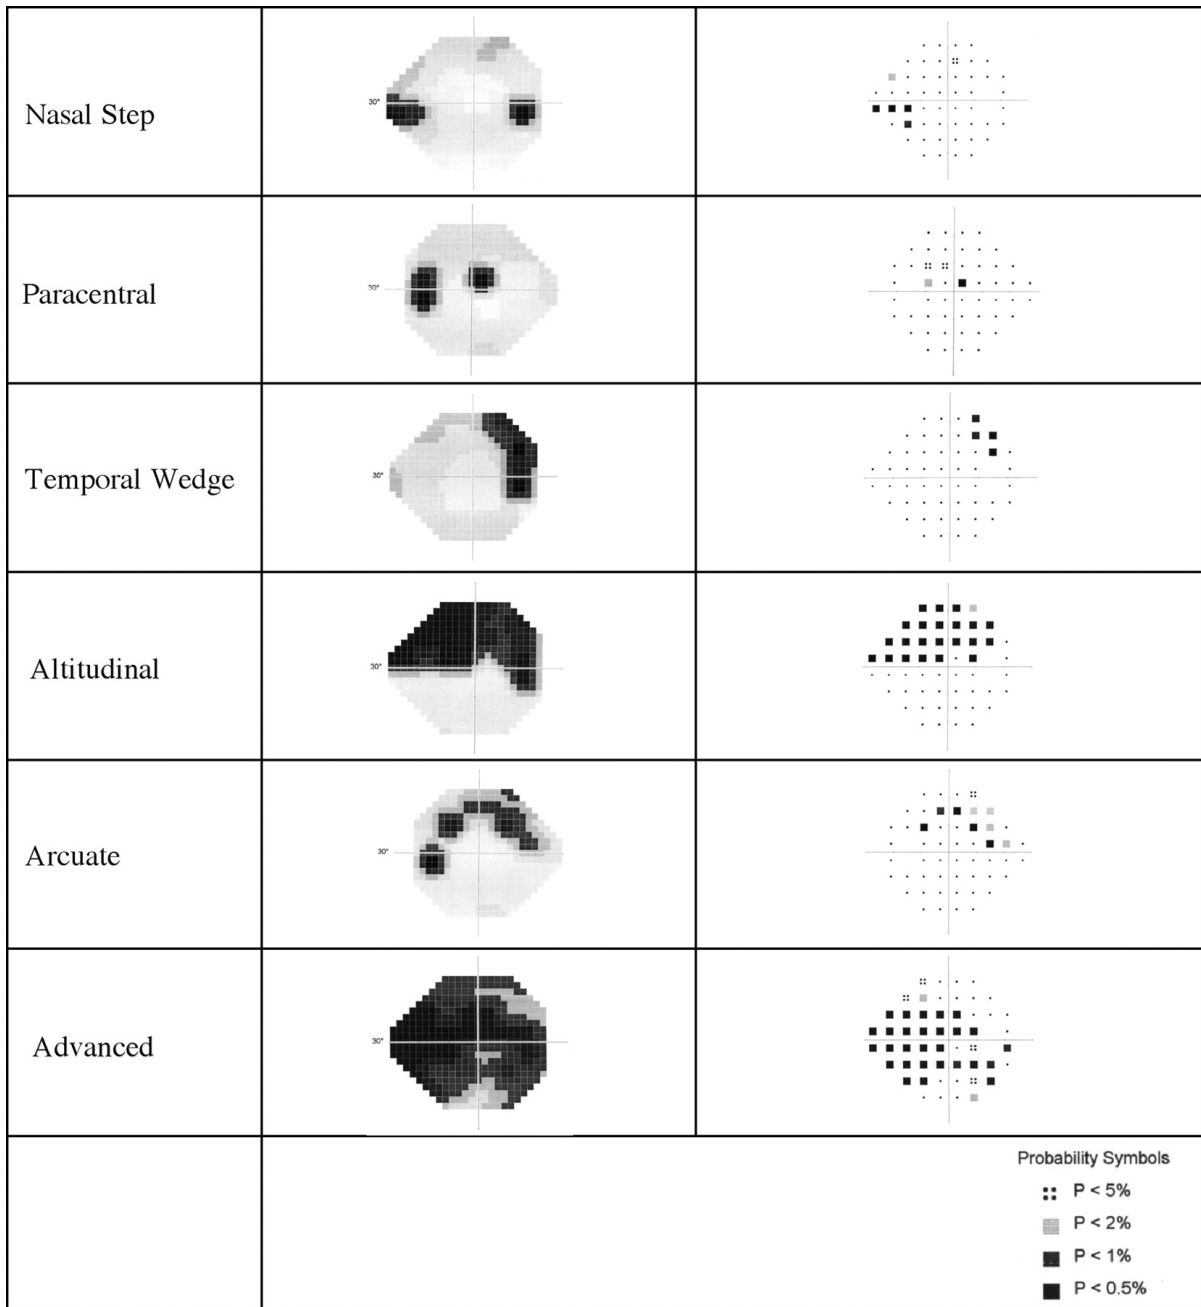 Nasal Step
30°
Paracentral
30°
Temporal Wedge
30°
Altitudinal
30°
Arcuate
30°
Advanced
30°
Probability Symbols
P < 5%
P < 2%
P < 1%
P < 0.5%